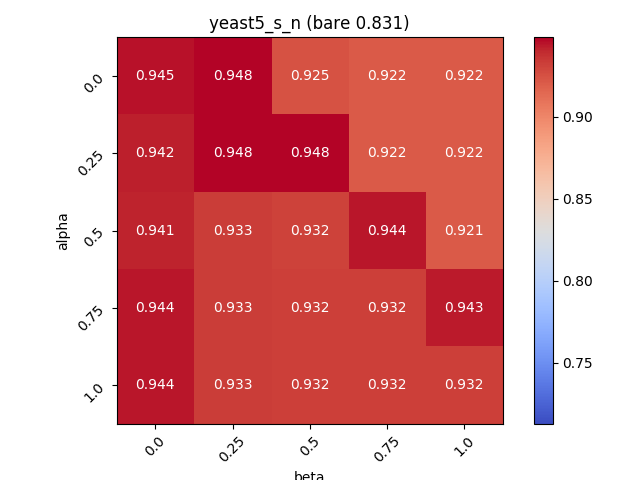 yeast5_s_n (bare 0.831)
0.0 0.945 0.948 0.925 0.922 0.922
0.25 0.942 0.948 0.948 0.922 0.922
0.5 0.941 0.933 0.932 0.944 0.921
0.75 0.944 0.933 0.932 0.932 0.943
1.0 0.944 0.933 0.932 0.932 0.932
alpha
0.0 0.25 0.5 0.75 1.0
beta
0.90
0.85
0.80
0.75